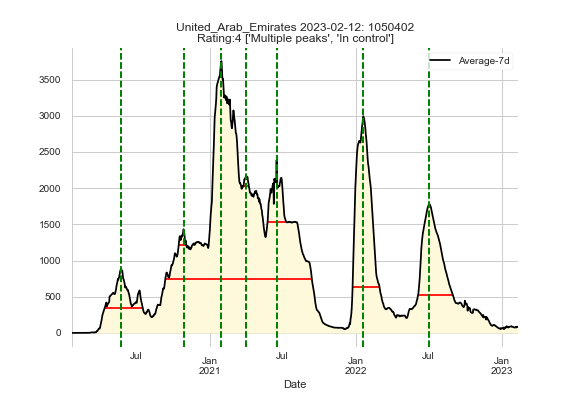 United_Arab_Emirates 2023-02-12: 1050402
Rating:4 ['Multiple peaks', 'In control']
Average-7d
3500
3000
2500
2000
1500
1000
500
0
Jul
Jan
2021
Jul
Jan
2022
Jul
Jan
2023
Date